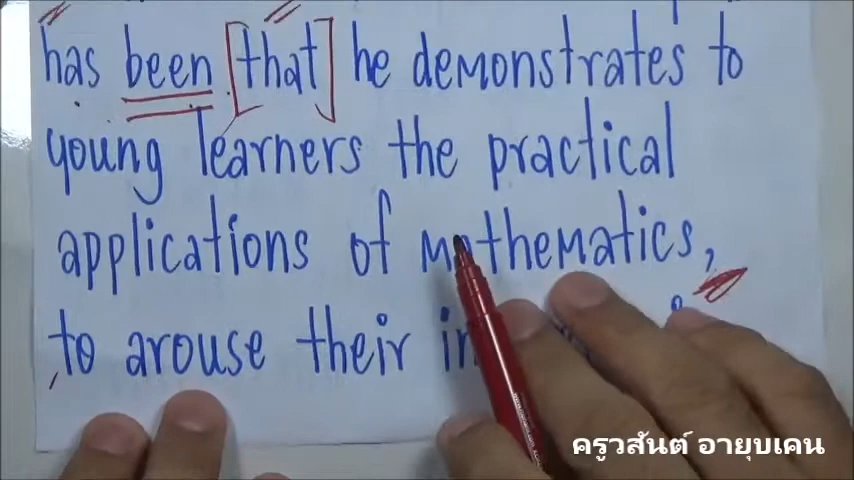 has been [that] he demonstrates to
young learners the practical
applications of mathematics,
to arouse their
ครูวสันต์ อายุบเคน